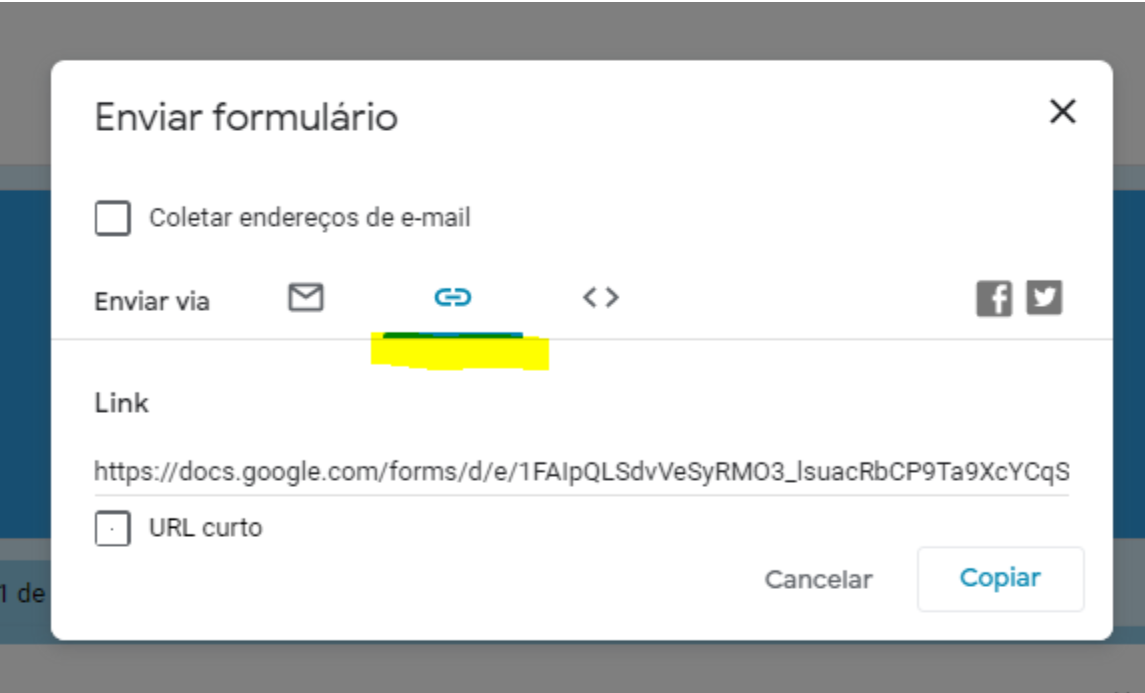 Enviar formulário
Coletar endereços de e-mail
Enviar via
Link
https://docs.google.com/forms/d/e/1FAIpQLSdvVeSyRMO3_lsuacRbCP9Ta9XcYCqS
URL curto
1 de
Cancelar
Copiar